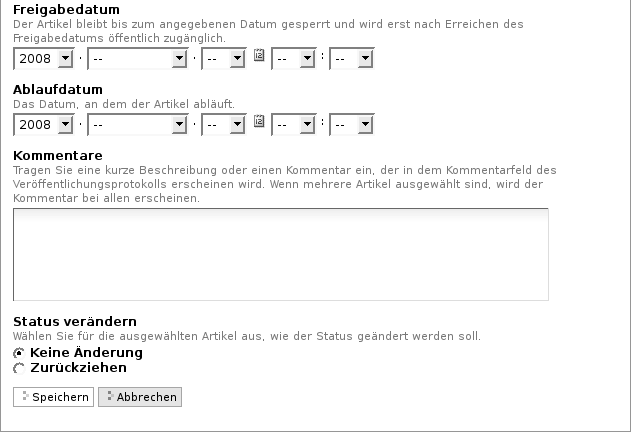 Freigabedatum
Der Artikel bleibt bis zum angegebenen Datum gesperrt und wird erst nach Erreichen des
Freigabedatums öffentlich zugänglich.
2008 · -- · -- -- : --
Ablaufdatum
Das Datum, an dem der Artikel abläuft.
2008 · -- · -- -- : --
Kommentare
Tragen Sie eine kurze Beschreibung oder einen Kommentar ein, der in dem Kommentarfeld des
Veröffentlichungsprotokolls erscheinen wird. Wenn mehrere Artikel ausgewählt sind, wird der
Kommentar bei allen erscheinen.
Status verändern
Wählen Sie für die ausgewählten Artikel aus, wie der Status geändert werden soll.
Keine Änderung
Zurückziehen
Speichern Abbrechen